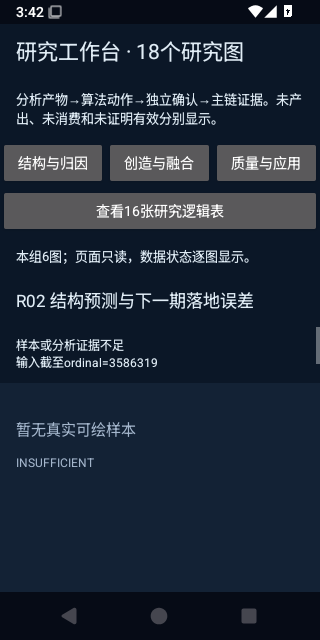 3:42
研究工作台 · 18个研究图
分析产物→算法动作→独立确认→主链证据。未产
出、未消费和未证明有效分别显示。
结构与归因
创造与融合
质量与应用
查看16张研究逻辑表
本组6图；页面只读，数据状态逐图显示。
R02 结构预测与下一期落地误差
样本或分析证据不足
输入截至ordinal=3586319
暂无真实可绘样本
INSUFFICIENT